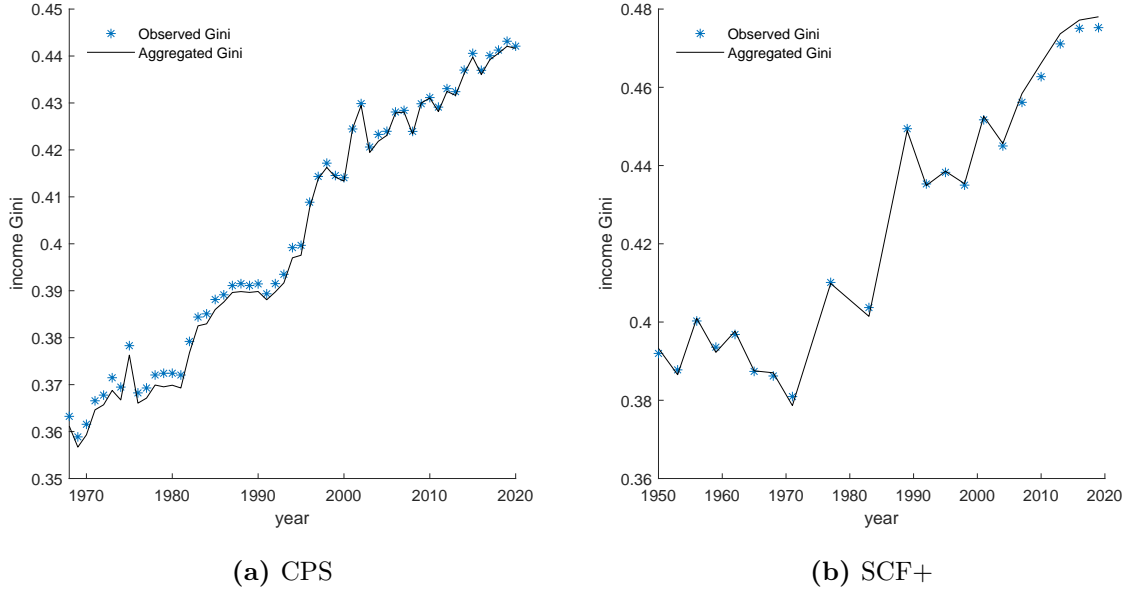 0.45
0.44
0.43
0.42
0.41
0.4
0.39
0.38
0.37
0.36
0.35
income Gini
Observed Gini
Aggregated Gini
1970 1980 1990 2000 2010 2020
year
(a) CPS
0.48
0.46
0.44
0.42
0.4
0.38
0.36
income Gini
Observed Gini
Aggregated Gini
1950 1960 1970 1980 1990 2000 2010 2020
year
(b) SCF+